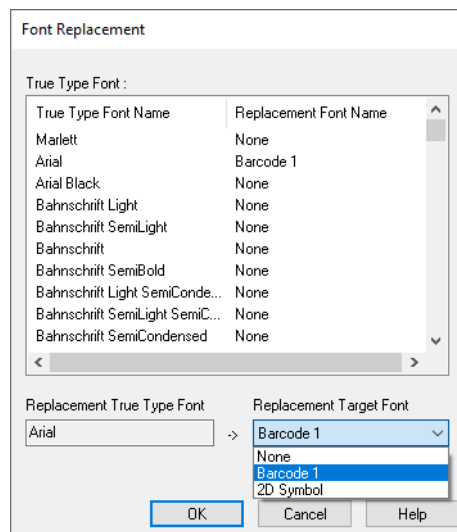 Font Replacement
True Type Font :
True Type Font Name Replacement Font Name
Marlett None
Arial Barcode 1
Arial Black None
Bahnschrift Light None
Bahnschrift SemiLight None
Bahnschrift None
Bahnschrift SemiBold None
Bahnschrift Light SemiConde... None
Bahnschrift SemiLight SemiC... None
Bahnschrift SemiCondensed None
Replacement True Type Font Replacement Target Font
Arial -> Barcode 1
None
Barcode 1
2D Symbol
OK Cancel Help